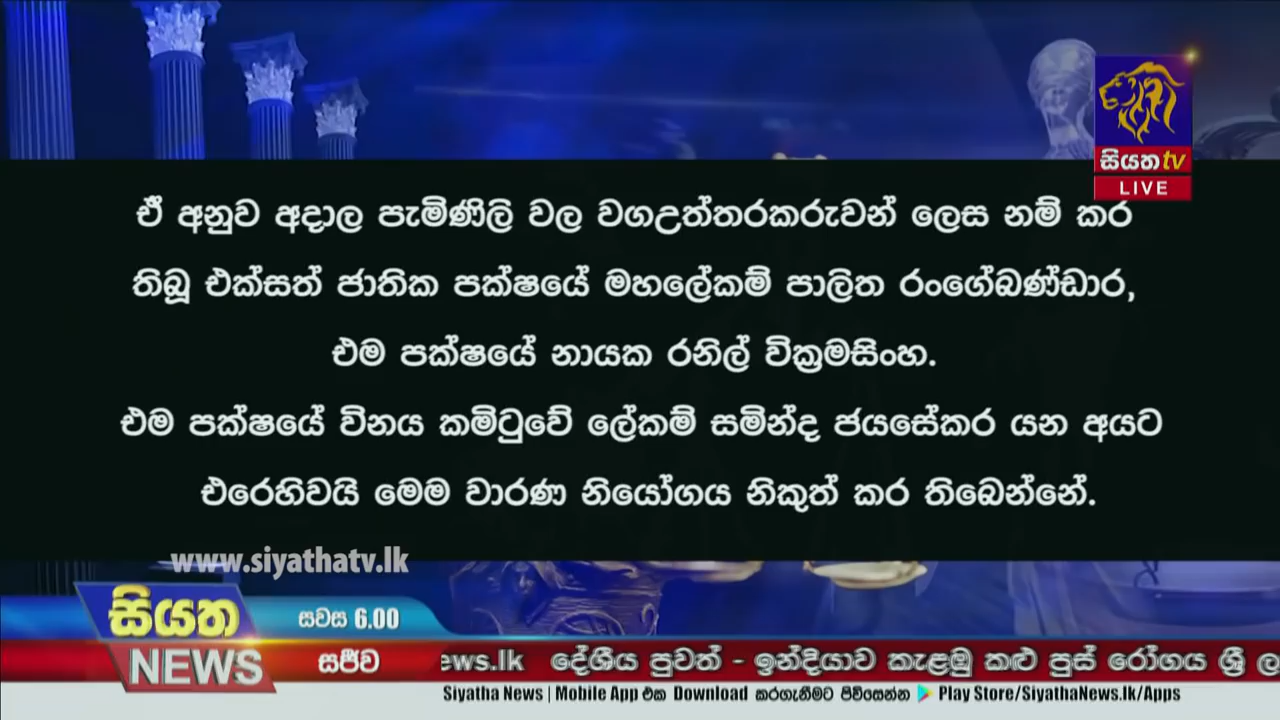 සියත tv
LIVE
ඒ අනුව අදාල පැමිණිලි වල වගඋත්තරකරුවන් ලෙස නම් කර
තිබූ එක්සත් ජාතික පක්ෂයේ මහලේකම් පාලිත රංගේබණ්ඩාර,
එම පක්ෂයේ නායක රනිල් වික්‍රමසිංහ.
එම පක්ෂයේ විනය කමිටුවේ ලේකම් සමින්ද ජයසේකර යන අයට
එරෙහිවයි මෙම වාරණ නියෝගය නිකුත් කර තිබෙන්නේ.
www.siyathatv.lk
සියත NEWS
සවස 6.00
සජීව
ews.lk දේශීය පුවත් - ඉන්දියාව කැළඹූ කළු පුස් රෝගය ශ්‍රී ල
Siyatha News | Mobile App එක Download කරගැනීමට පිවිසෙන්න Play Store/SiyathaNews.lk/Apps